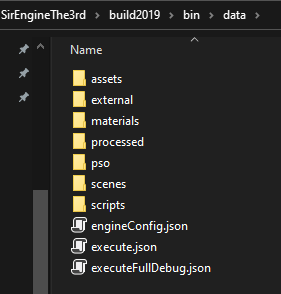 SirEngineThe3rd > build2019 > bin > data >
Name
assets
external
materials
processed
pso
scenes
scripts
engineConfig.json
execute.json
executeFullDebug.json